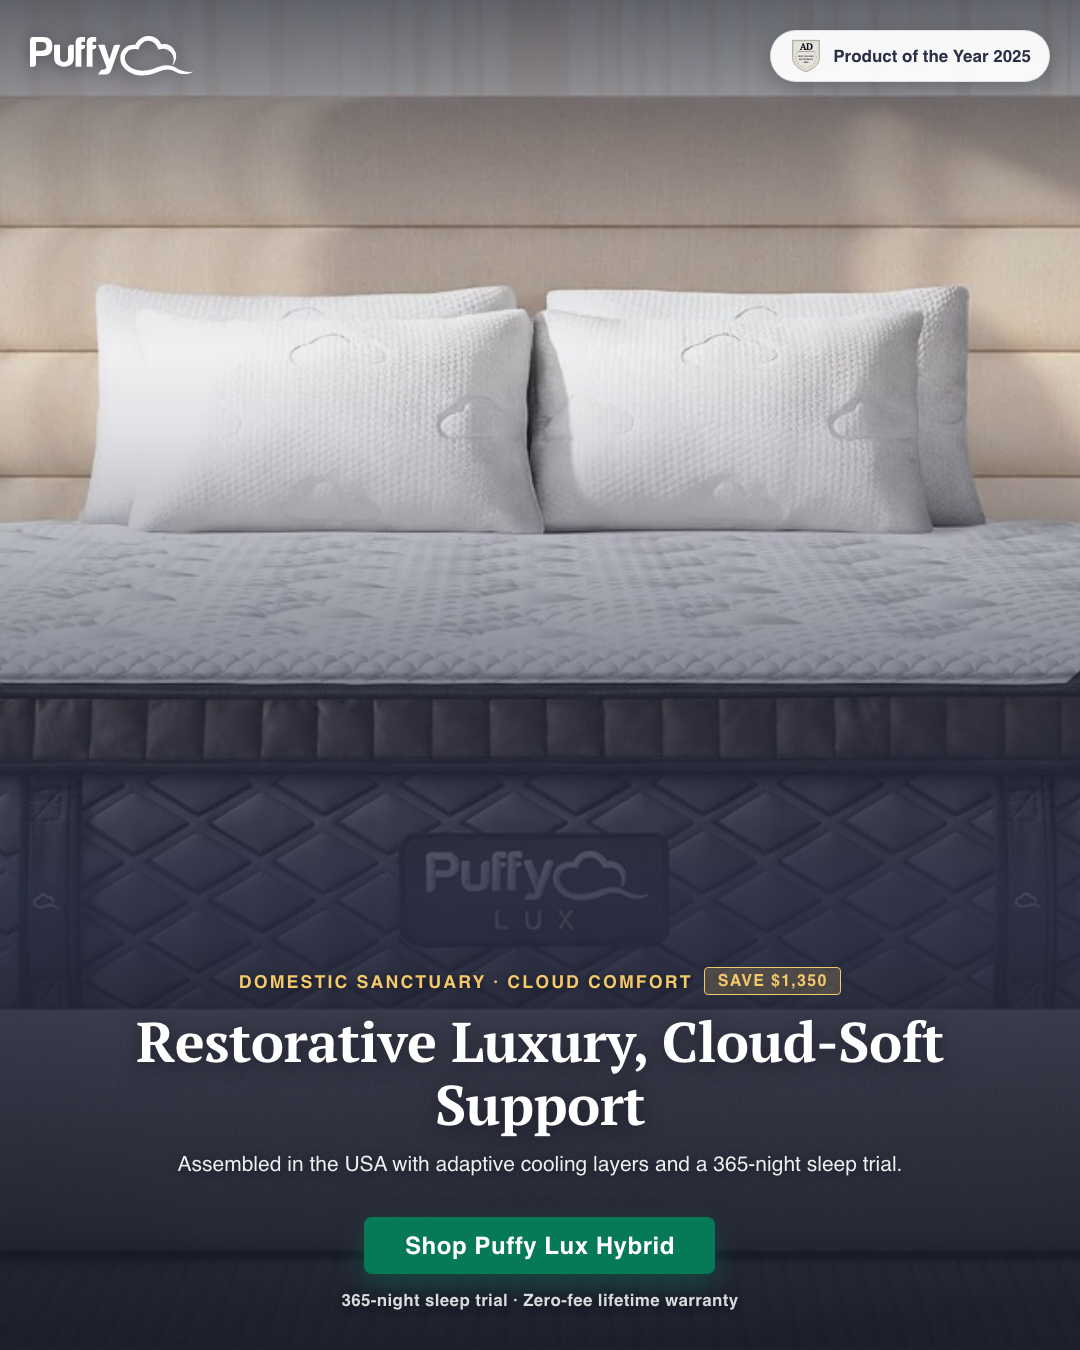 Puffy
AD
Product of the Year 2025
Puffy
LUX
DOMESTIC SANCTUARY · CLOUD COMFORT
SAVE $1,350
Restorative Luxury, Cloud-Soft
Support
Assembled in the USA with adaptive cooling layers and a 365-night sleep trial.
Shop Puffy Lux Hybrid
365-night sleep trial · Zero-fee lifetime warranty